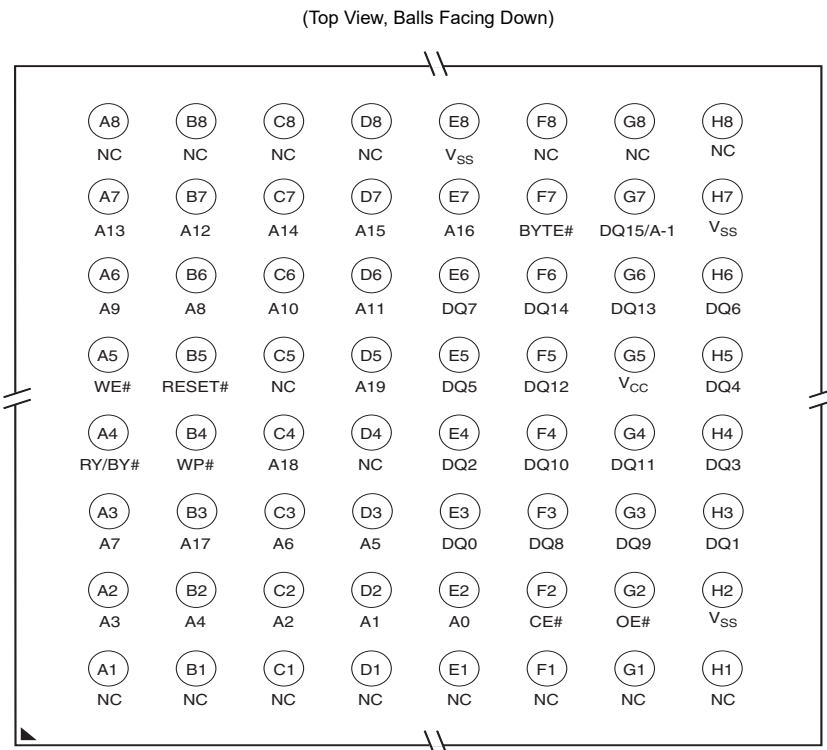 (Top View, Balls Facing Down)
A8 B8 C8 D8 E8 F8 G8 H8
NC NC NC NC VSS NC NC NC
A7 B7 C7 D7 E7 F7 G7 H7
A13 A12 A14 A15 A16 BYTE# DQ15/A-1 VSS
A6 B6 C6 D6 E6 F6 G6 H6
A9 A8 A10 A11 DQ7 DQ14 DQ13 DQ6
A5 B5 C5 D5 E5 F5 G5 H5
WE# RESET# NC A19 DQ5 DQ12 VCC DQ4
A4 B4 C4 D4 E4 F4 G4 H4
RY/BY# WP# A18 NC DQ2 DQ10 DQ11 DQ3
A3 B3 C3 D3 E3 F3 G3 H3
A7 A17 A6 A5 DQ0 DQ8 DQ9 DQ1
A2 B2 C2 D2 E2 F2 G2 H2
A3 A4 A2 A1 A0 CE# OE# VSS
A1 B1 C1 D1 E1 F1 G1 H1
NC NC NC NC NC NC NC NC